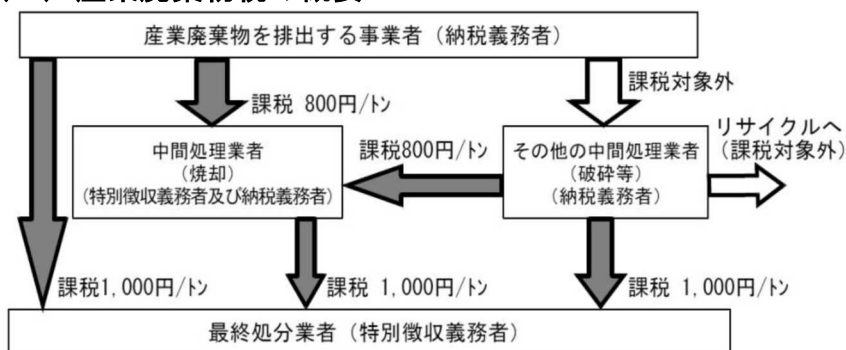 産業廃棄物を排出する事業者（納税義務者）
課税対象外
課税 800円/トン
リサイクルへ
（課税対象外）
中間処理業者
（焼却）
（特別徴収義務者及び納税義務者）
課税800円/トン
その他の中間処理業者
（破砕等）
（納税義務者）
課税1,000円/トン
課税 1,000円/トン
課税 1,000円/トン
最終処分業者（特別徴収義務者）